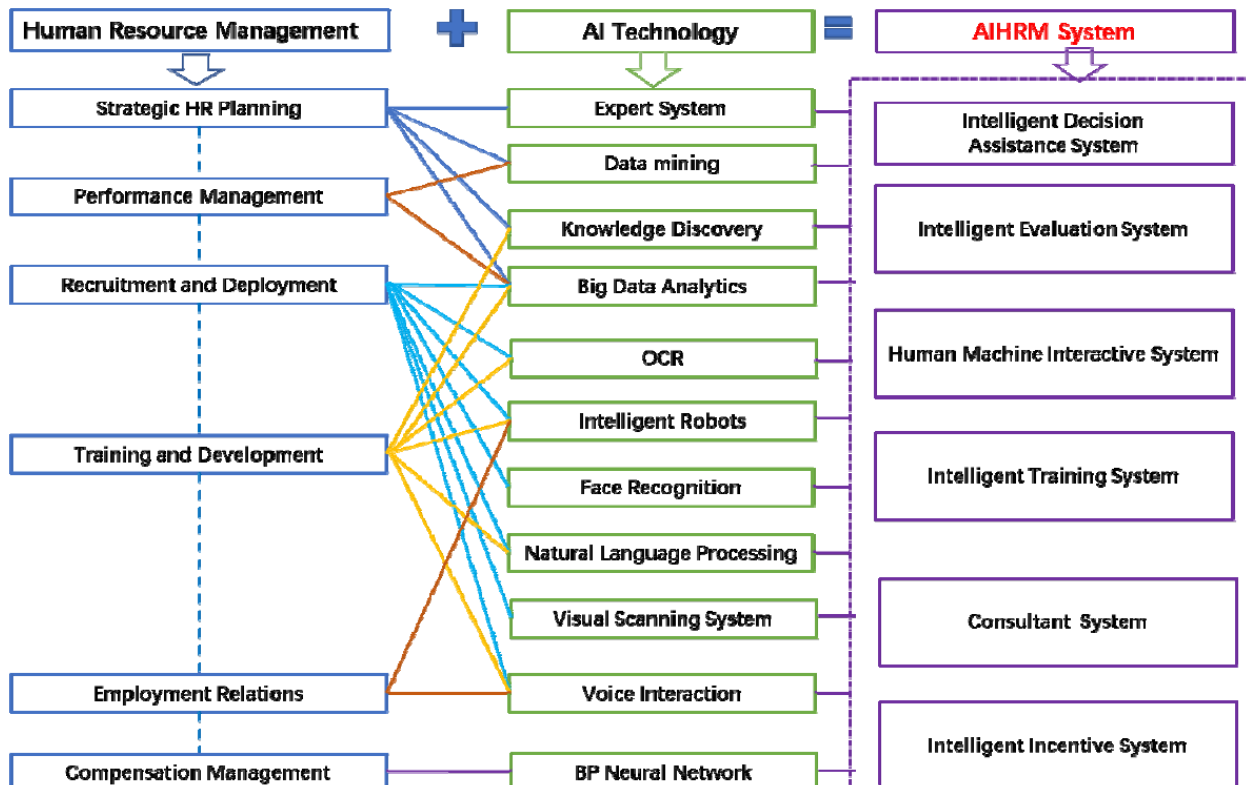 Human Resource Management
AI Technology
AIHRM System
Strategic HR Planning
Performance Management
Recruitment and Deployment
Training and Development
Employment Relations
Compensation Management
Expert System
Data mining
Knowledge Discovery
Big Data Analytics
OCR
Intelligent Robots
Face Recognition
Natural Language Processing
Visual Scanning System
Voice Interaction
BP Neural Network
Intelligent Decision
Assistance System
Intelligent Evaluation System
Human Machine Interactive System
Intelligent Training System
Consultant System
Intelligent Incentive System